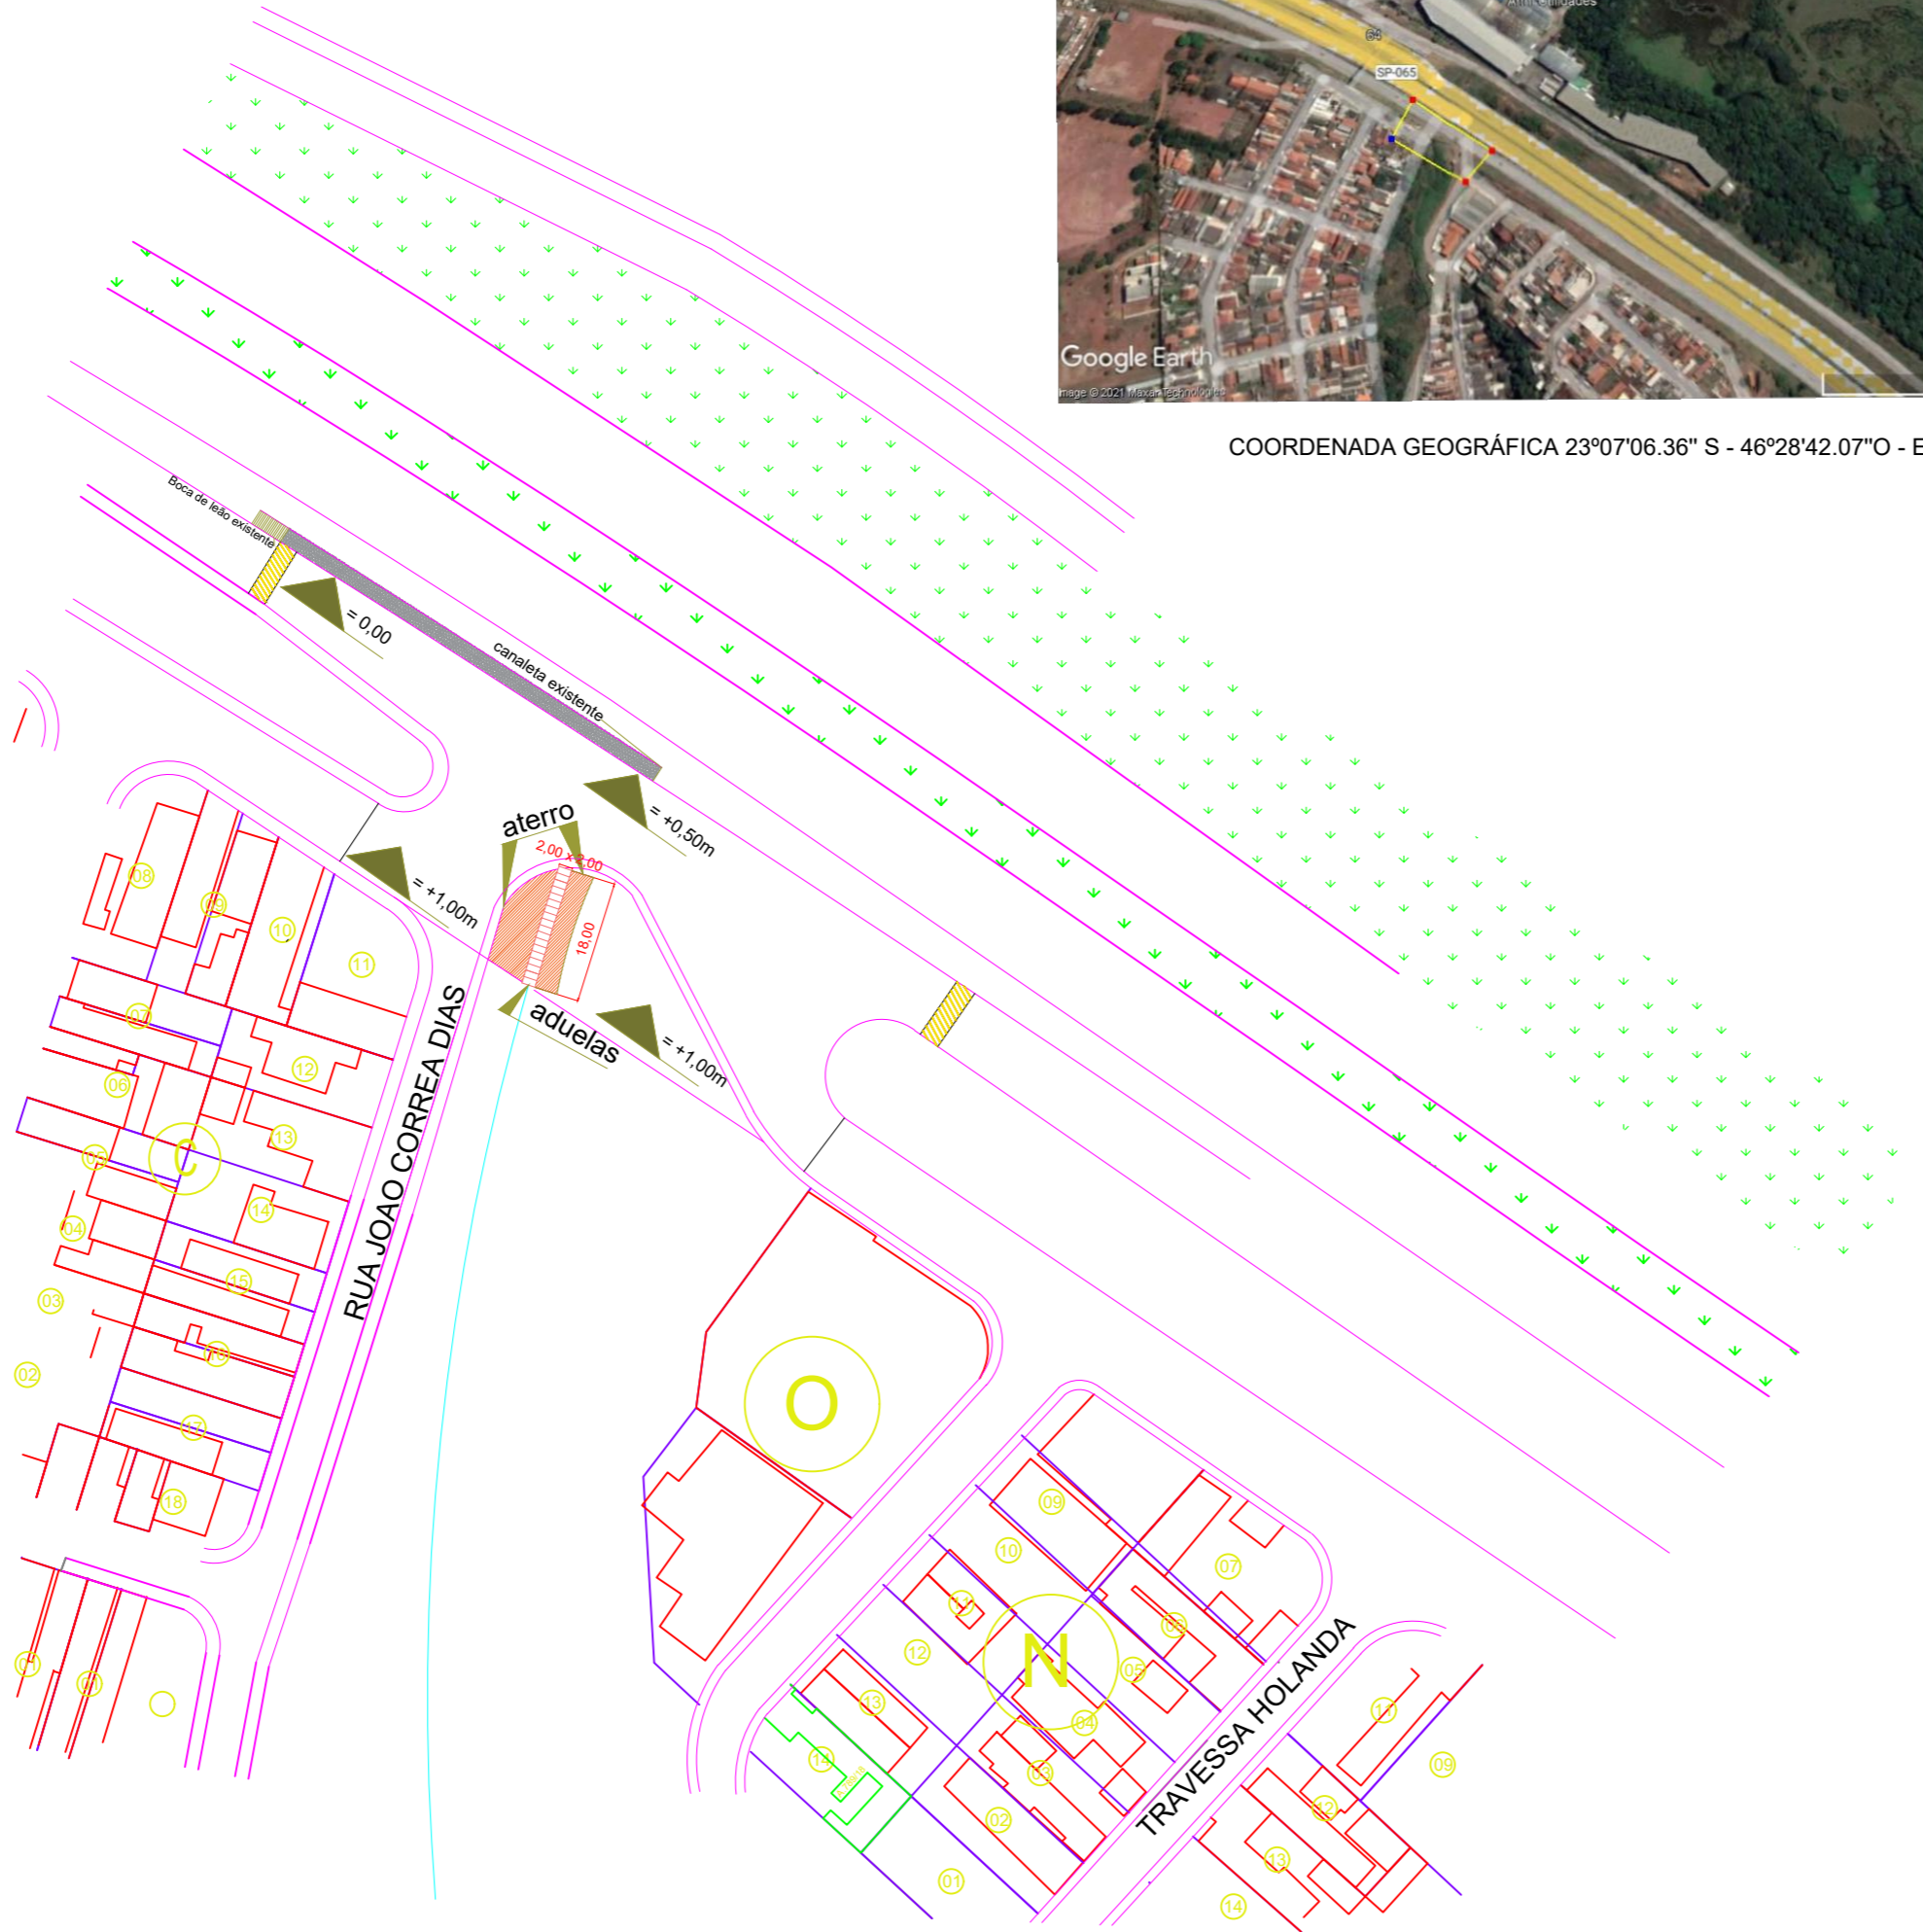 SP-065
Google Earth
COORDENADA GEOGRÁFICA 23º07'06.36" S - 46º28'42.07"O - E
Boca de leão existente
= 0,00
canaleta existente
= +0,50m
aterro
2,00 x 2,00
= +1,00m
18,00
aduelas
= +1,00m
RUA JOAO CORREA DIAS
08
09
10
11
07
12
06
C
13
05
14
04
15
03
16
02
17
18
01
01
O
09
10
07
11
06
12
N
05
13
04
14
03
02
01
TRAVESSA HOLANDA
11
09
12
13
14